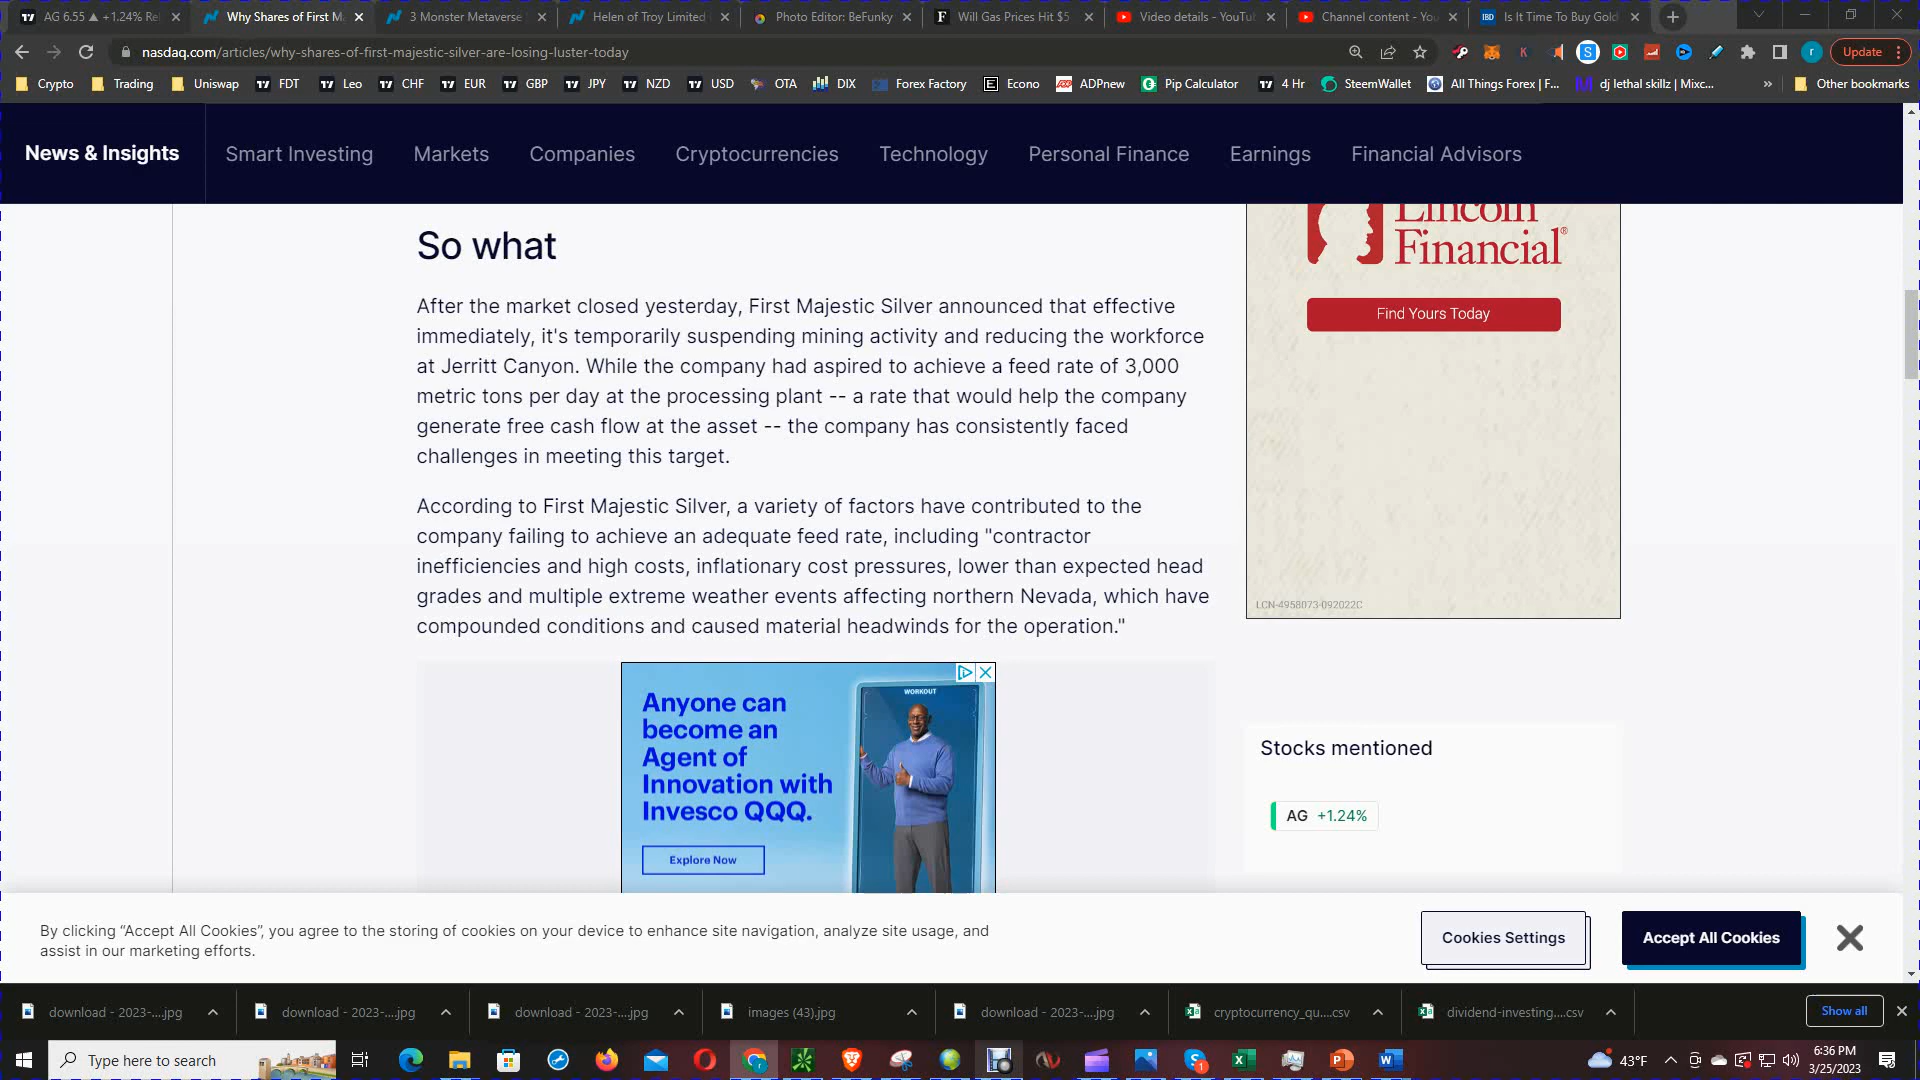 AG 6.55 ▲ +1.24% Re
Why Shares of First M
3 Monster Metaverse
Helen of Troy Limited
Photo Editor: BeFunky
Will Gas Prices Hit $5
Video details - YouTu
Channel content - You
IBD Is It Time To Buy Gold
nasdaq.com/articles/why-shares-of-first-majestic-silver-are-losing-luster-today
Update
Crypto Trading Uniswap FDT Leo CHF EUR GBP JPY NZD USD OTA DIX Forex Factory Econo ADPnew Pip Calculator 4 Hr SteemWallet All Things Forex | F... dj lethal skillz | Mixc... » Other bookmarks
News & Insights Smart Investing Markets Companies Cryptocurrencies Technology Personal Finance Earnings Financial Advisors
So what
After the market closed yesterday, First Majestic Silver announced that effective
immediately, it's temporarily suspending mining activity and reducing the workforce
at Jerritt Canyon. While the company had aspired to achieve a feed rate of 3,000
metric tons per day at the processing plant -- a rate that would help the company
generate free cash flow at the asset -- the company has consistently faced
challenges in meeting this target.
According to First Majestic Silver, a variety of factors have contributed to the
company failing to achieve an adequate feed rate, including "contractor
inefficiencies and high costs, inflationary cost pressures, lower than expected head
grades and multiple extreme weather events affecting northern Nevada, which have
compounded conditions and caused material headwinds for the operation."
Lincoln
Financial®
Find Yours Today
LCN-4958073-092022C
WORKOUT
Anyone can
become an
Agent of
Innovation with
Invesco QQQ.
Explore Now
Stocks mentioned
AG +1.24%
By clicking “Accept All Cookies”, you agree to the storing of cookies on your device to enhance site navigation, analyze site usage, and
assist in our marketing efforts.
Cookies Settings
Accept All Cookies
download - 2023-....jpg
download - 2023-....jpg
download - 2023-....jpg
images (43).jpg
download - 2023-....jpg
cryptocurrency_qu....csv
dividend-investing....csv
Show all
Type here to search
43°F
6:36 PM
3/25/2023